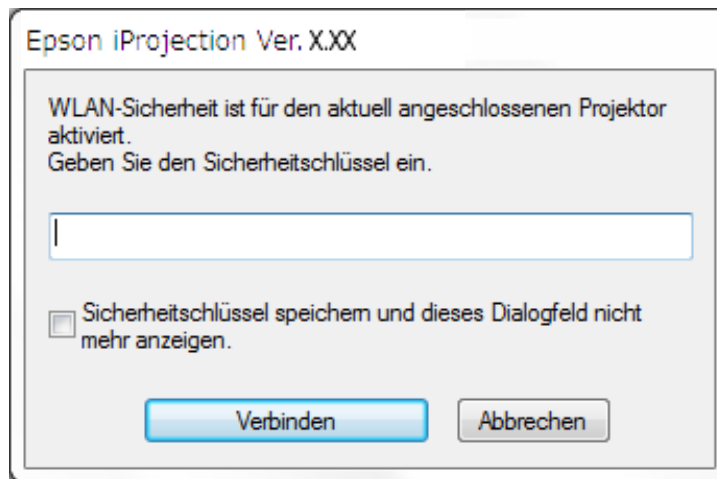 Epson iProjection Ver. X.XX
WLAN-Sicherheit ist für den aktuell angeschlossenen Projektor
aktiviert.
Geben Sie den Sicherheitschlüssel ein.
Sicherheitschlüssel speichern und dieses Dialogfeld nicht
mehr anzeigen.
Verbinden
Abbrechen